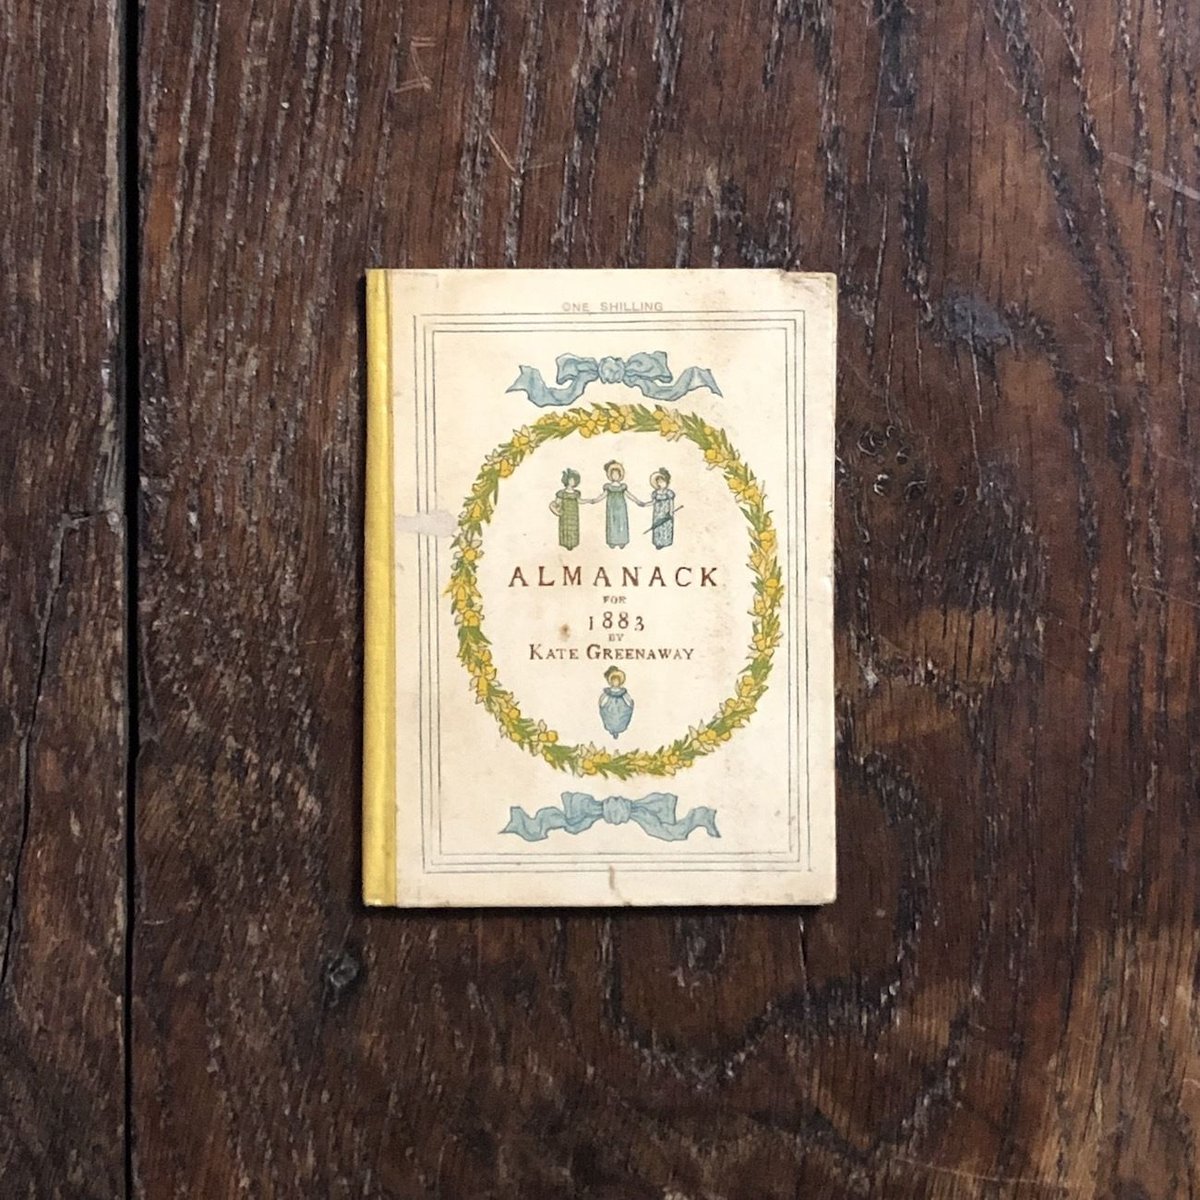 ONE SHILLING
ALMANACK
FOR
1883
BY
KATE GREENAWAY